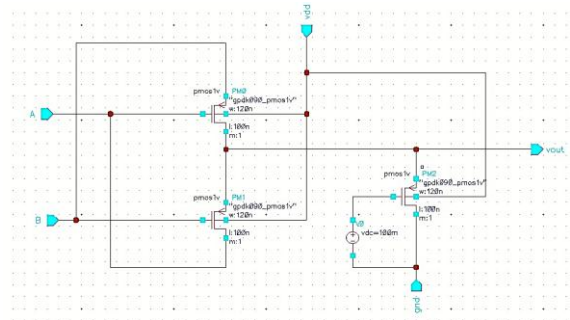 vdd
pmos1v PM0
"gpdk090_pmos1v"
w:120n
A
l:100n
m:1
vout
pmos1v PM2
"gpdk090_pmos1v"
w:120n
l:100n
m:1
pmos1v PM1
"gpdk090_pmos1v"
w:120n
B
l:100n
m:1
V0
vdc=100m
gnd